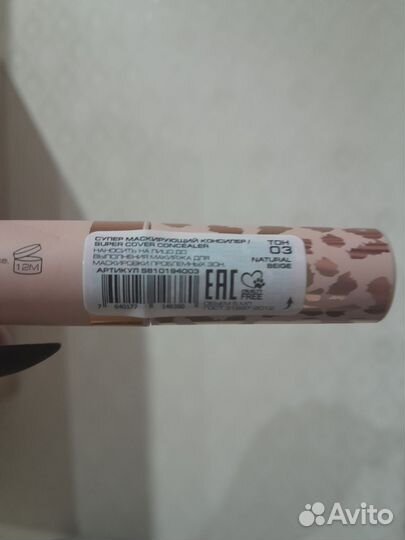 СУПЕР МАСКИРУЮЩИЙ КОНСИЛЕР /
SUPER COVER CONCEALER
НАНОСИТЬ НА ЛИЦО ДО
ВЫПОЛНЕНИЯ МАКИЯЖА ДЛЯ
МАСКИРОВКИ ПРОБЛЕМНЫХ ЗОН.
АРТИКУЛ
ТОН
03
NATURAL
BEIGE
12M
EAC
CRUELTY
FREE
Avito